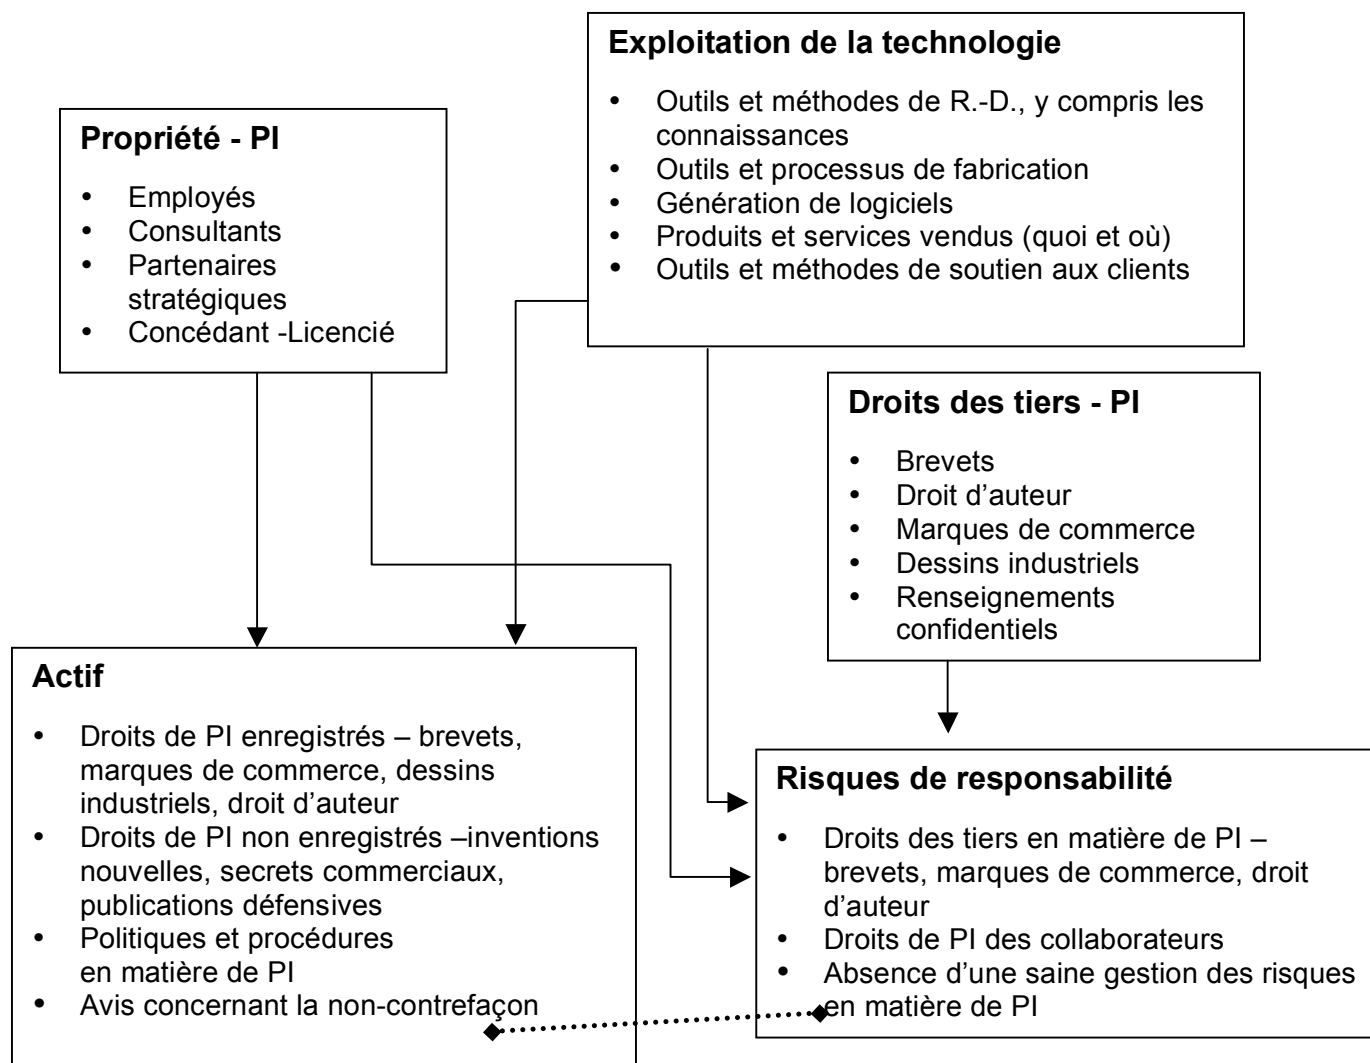 Exploitation de la technologie
• Outils et méthodes de R.-D., y compris les
connaissances
• Outils et processus de fabrication
• Génération de logiciels
• Produits et services vendus (quoi et où)
• Outils et méthodes de soutien aux clients
Propriété - PI
• Employés
• Consultants
• Partenaires
stratégiques
• Concédant -Licencié
Droits des tiers - PI
• Brevets
• Droit d’auteur
• Marques de commerce
• Dessins industriels
• Renseignements
confidentiels
Actif
• Droits de PI enregistrés – brevets,
marques de commerce, dessins
industriels, droit d’auteur
• Droits de PI non enregistrés –inventions
nouvelles, secrets commerciaux,
publications défensives
• Politiques et procédures
en matière de PI
• Avis concernant la non-contrefaçon
Risques de responsabilité
• Droits des tiers en matière de PI –
brevets, marques de commerce, droit
d’auteur
• Droits de PI des collaborateurs
• Absence d’une saine gestion des risques
en matière de PI